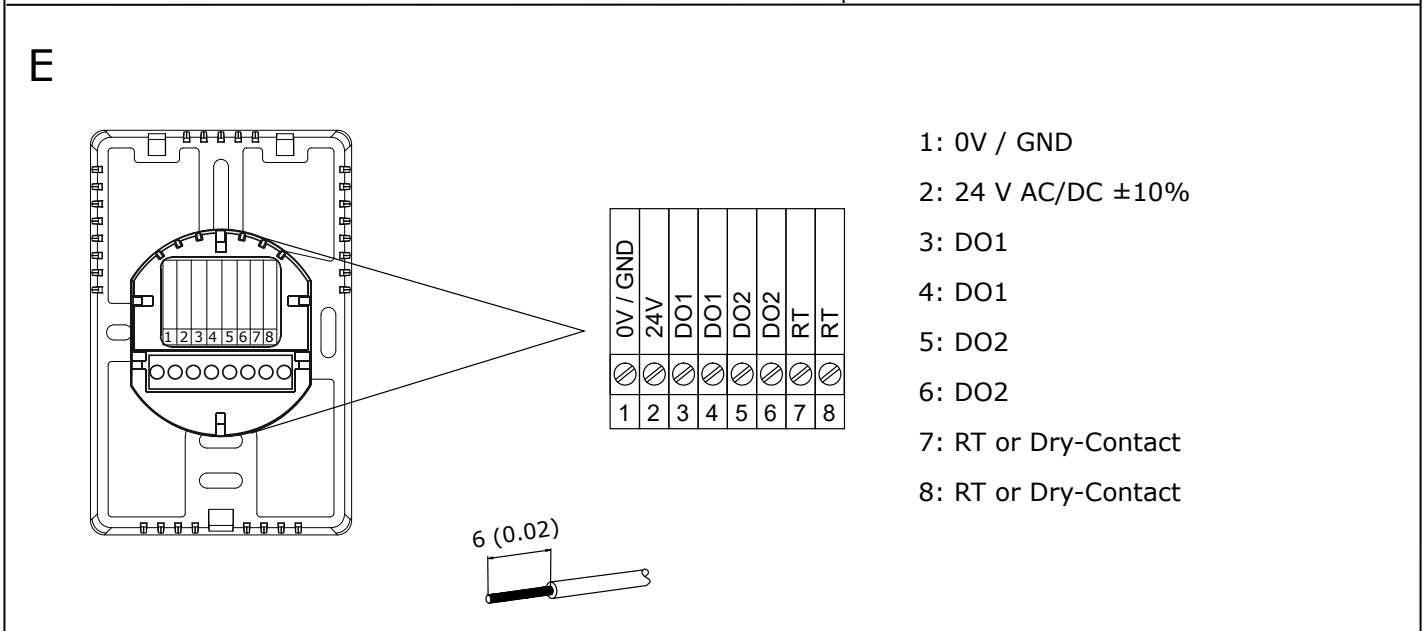 E
1 2 3 4 5 6 7 8
0V / GND
24V
DO1
DO1
DO2
DO2
RT
RT
1 2 3 4 5 6 7 8
1: 0V / GND
2: 24 V AC/DC ±10%
3: DO1
4: DO1
5: DO2
6: DO2
7: RT or Dry-Contact
8: RT or Dry-Contact
6 (0.02)